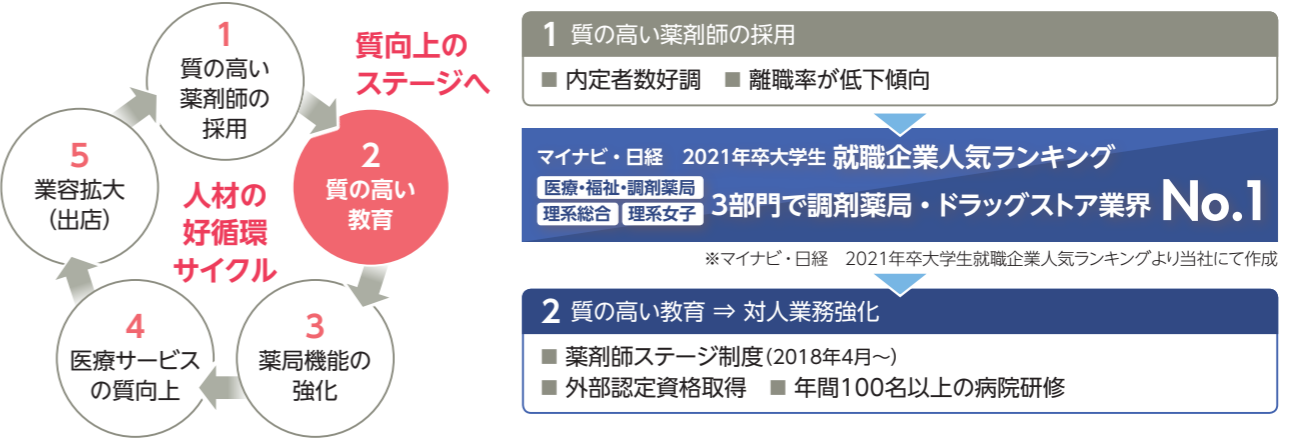 1
質の高い
薬剤師の
採用
質向上の
ステージへ
2
質の高い
教育
3
薬局機能の
強化
4
医療サービス
の質向上
5
業容拡大
（出店）
人材の
好循環
サイクル
1 質の高い薬剤師の採用
■ 内定者数好調 ■ 離職率が低下傾向
マイナビ・日経 2021年卒大学生 就職企業人気ランキング
医療・福祉・調剤薬局
理系総合 理系女子
3部門で調剤薬局・ドラッグストア業界 No.1
※マイナビ・日経 2021年卒大学生就職企業人気ランキングより当社にて作成
2 質の高い教育 ⇒ 対人業務強化
■ 薬剤師ステージ制度（2018年4月〜）
■ 外部認定資格取得 ■ 年間100名以上の病院研修